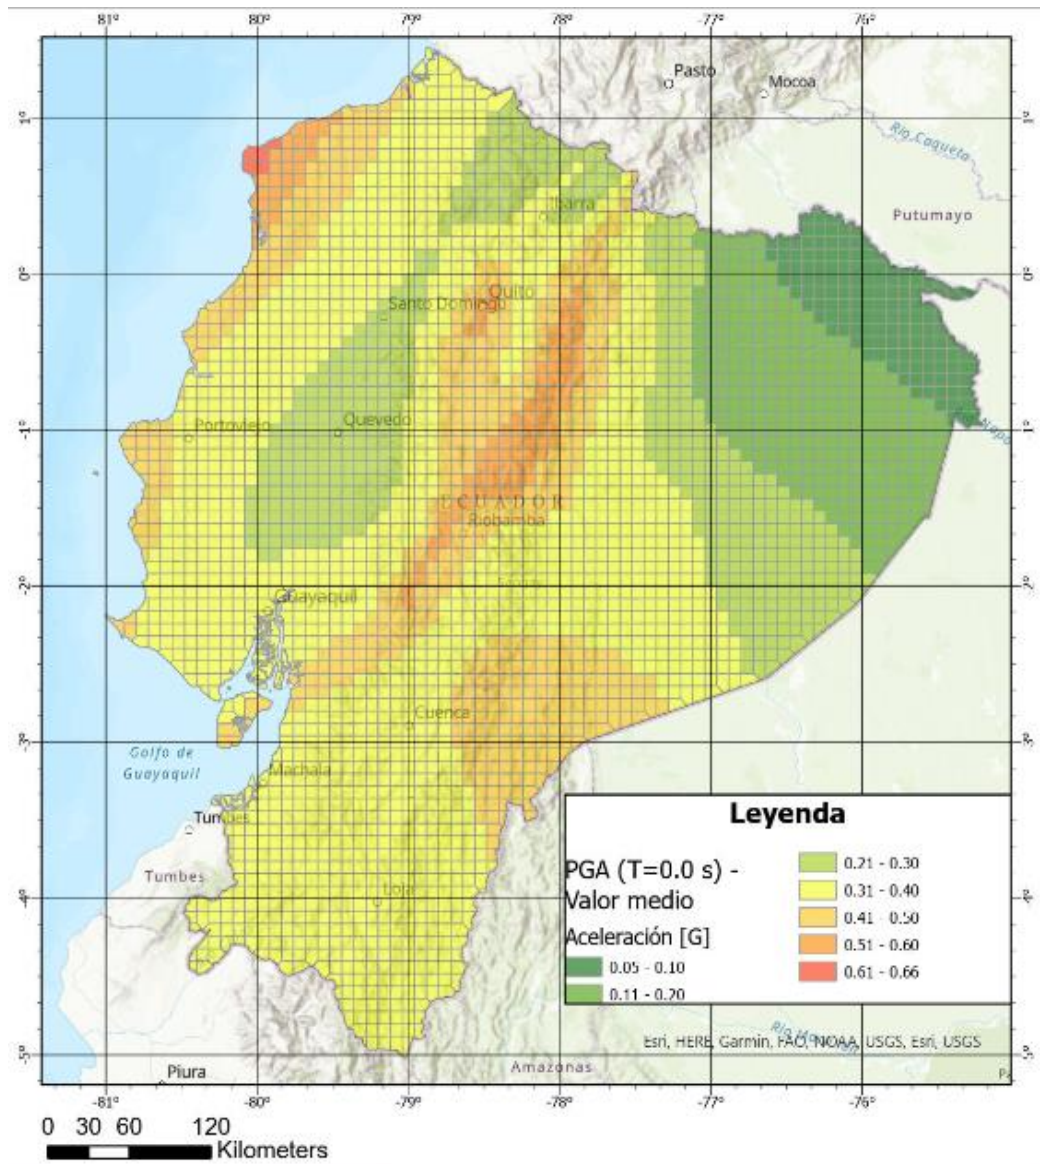 -81° -80° -79° -78° -77° -76°
Pasto
Mocoa
1° 1°
Río Caqueta
Putumayo
Ibarra
0° 0°
Quito
Santo Domingo
Portoviejo
Quevedo
-1° -1°
Napo
ECUADOR
Riobamba
-2° -2°
Guayaquil
Cuenca
-3° -3°
Golfo de
Guayaquil
Machala
Tumbes
Tumbes
Loja
-4° -4°
Leyenda
PGA (T=0.0 s) -
Valor medio
Aceleración [G]
0.05 - 0.10
0.11 - 0.20
0.21 - 0.30
0.31 - 0.40
0.41 - 0.50
0.51 - 0.60
0.61 - 0.66
Esri, HERE, Garmin, FAO, NOAA, USGS, Esri, USGS
-5° -5°
Piura
Amazonas
-81° -80° -79° -78° -77° -76°
0 30 60 120
Kilometers